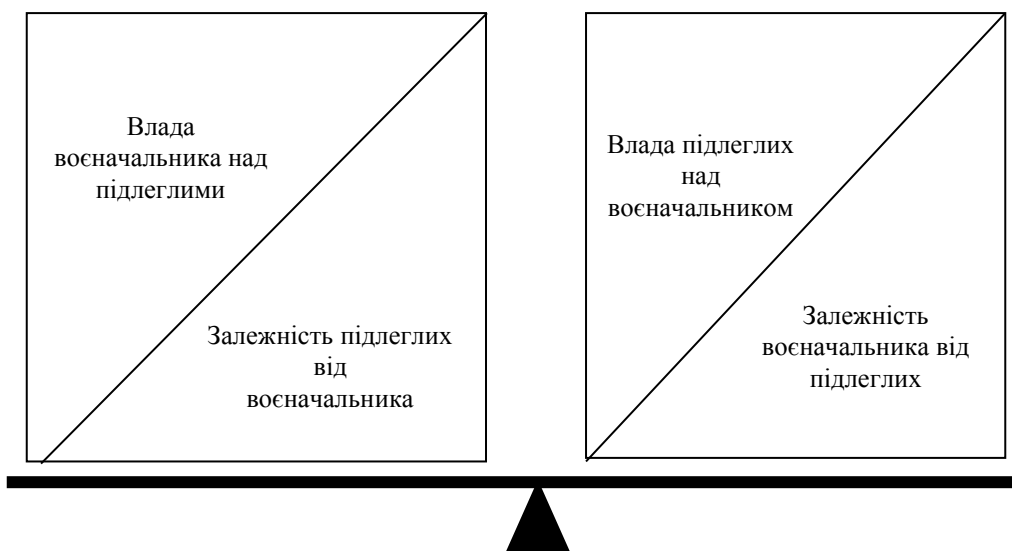 Влада
воєначальника над
підлеглими
Залежність підлеглих
від
воєначальника
Влада підлеглих
над
воєначальником
Залежність
воєначальника від
підлеглих